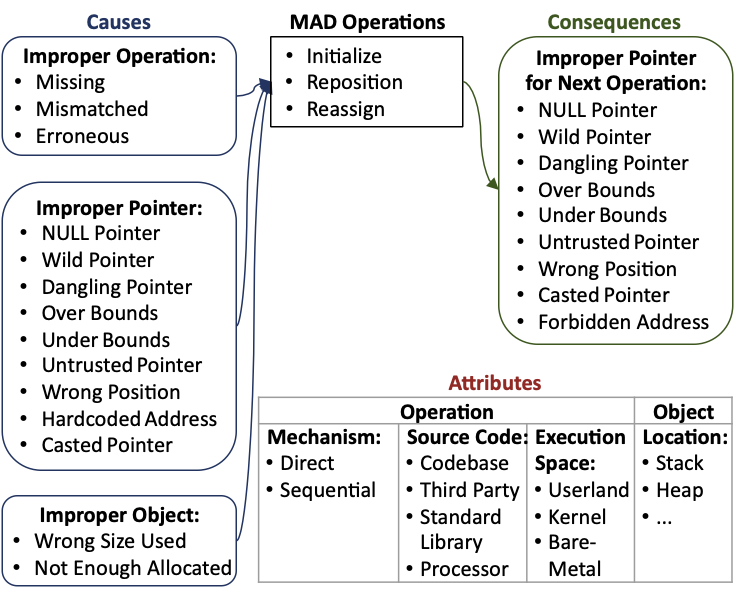 Causes
Improper Operation:
• Missing
• Mismatched
• Erroneous
Improper Pointer:
• NULL Pointer
• Wild Pointer
• Dangling Pointer
• Over Bounds
• Under Bounds
• Untrusted Pointer
• Wrong Position
• Hardcoded Address
• Casted Pointer
Improper Object:
• Wrong Size Used
• Not Enough Allocated
MAD Operations
• Initialize
• Reposition
• Reassign
Consequences
Improper Pointer
for Next Operation:
• NULL Pointer
• Wild Pointer
• Dangling Pointer
• Over Bounds
• Under Bounds
• Untrusted Pointer
• Wrong Position
• Casted Pointer
• Forbidden Address
Attributes
Operation
Object
Mechanism:
• Direct
• Sequential
Source Code:
• Codebase
• Third Party
• Standard
Library
• Processor
Execution
Space:
• Userland
• Kernel
• Bare-
Metal
Location:
• Stack
• Heap
• ...